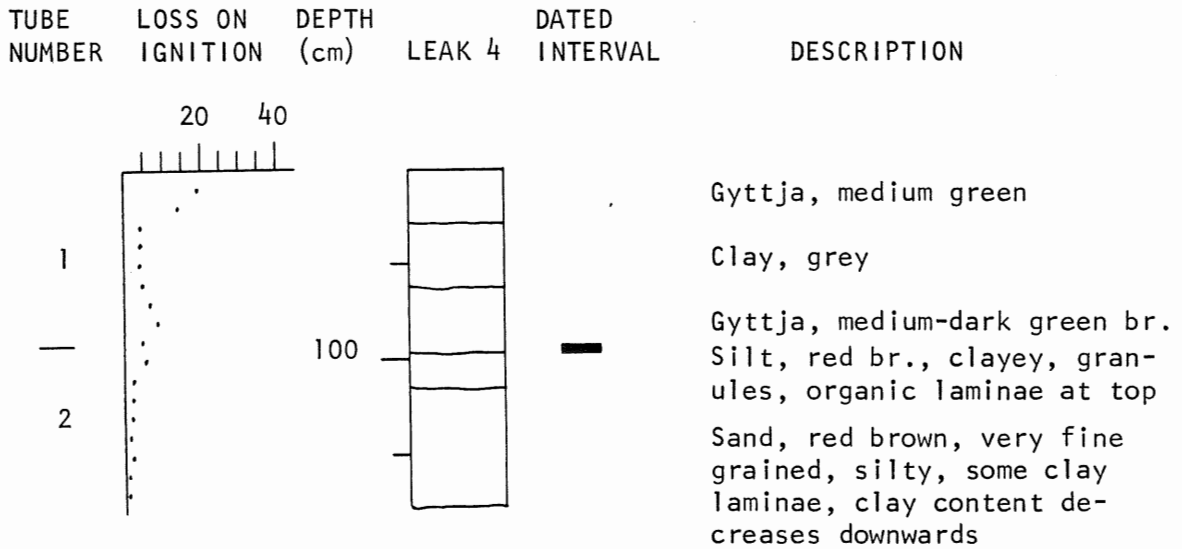 TUBE NUMBER
LOSS ON IGNITION
DEPTH (cm)
LEAK 4
DATED INTERVAL
DESCRIPTION
20 40
Gyttja, medium green
1
Clay, grey
Gyttja, medium-dark green br.
100
Silt, red br., clayey, gran-
ules, organic laminae at top
2
Sand, red brown, very fine
grained, silty, some clay
laminae, clay content de-
creases downwards